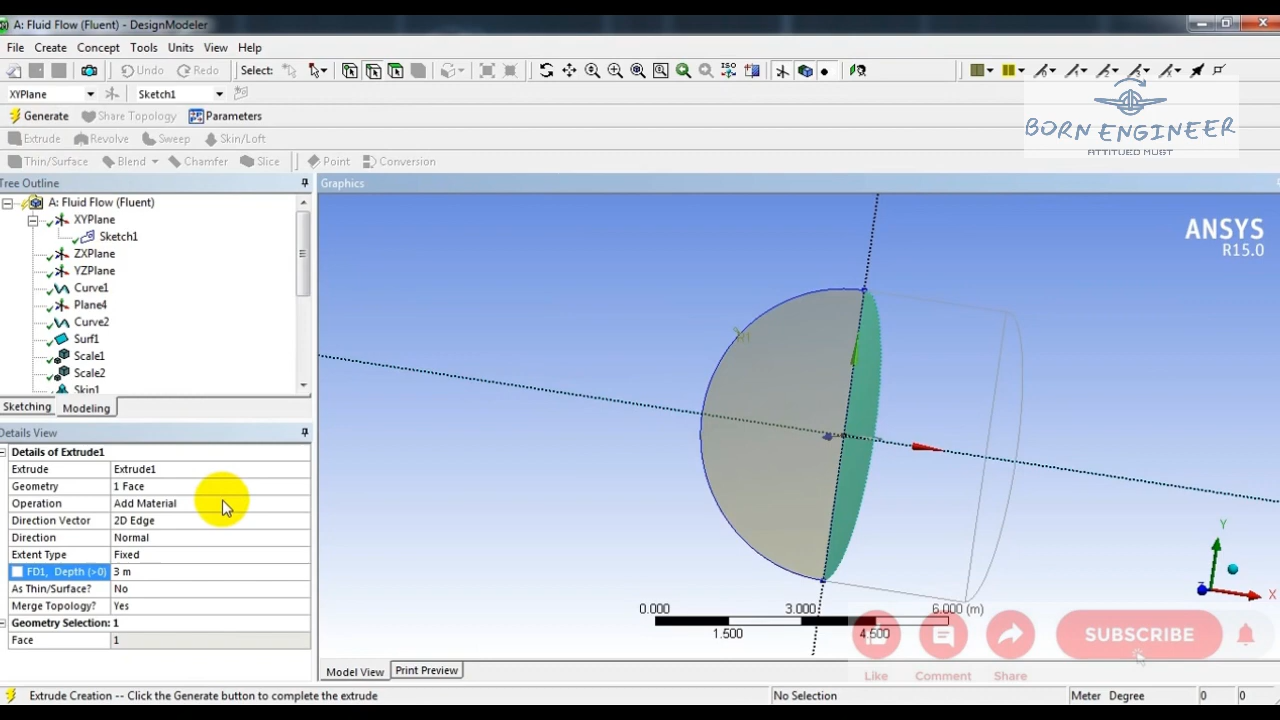 A: Fluid Flow (Fluent) - DesignModeler
File Create Concept Tools Units View Help
Undo Redo Select: ISO
XYPlane Sketch1
Generate Share Topology Parameters
Extrude Revolve Sweep Skin/Loft
Thin/Surface Blend Chamfer Slice Point Conversion
BORN ENGINEER
ATTITUED MUST
Tree Outline
A: Fluid Flow (Fluent)
XYPlane
Sketch1
ZXPlane
YZPlane
Curve1
Plane4
Curve2
Surf1
Scale1
Scale2
Skin1
Sketching Modeling
Graphics
ANSYS
R15.0
Details View
Details of Extrude1
Extrude Extrude1
Geometry 1 Face
Operation Add Material
Direction Vector 2D Edge
Direction Normal
Extent Type Fixed
FD1, Depth (>0) 3 m
As Thin/Surface? No
Merge Topology? Yes
Geometry Selection: 1
Face 1
Y
X
0.000 3.000 6.000 (m)
1.500 4.500
SUBSCRIBE
Like Comment Share
Model View Print Preview
Extrude Creation -- Click the Generate button to complete the extrude No Selection Meter Degree 0 0